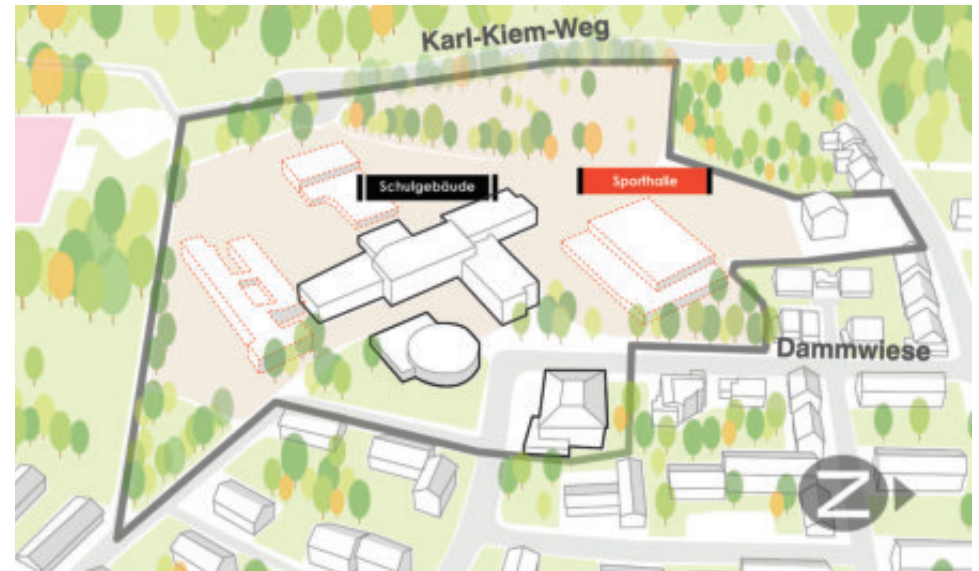 Karl-Kiem-Weg
Schulgebäude
Sporthalle
Dammwiese
N